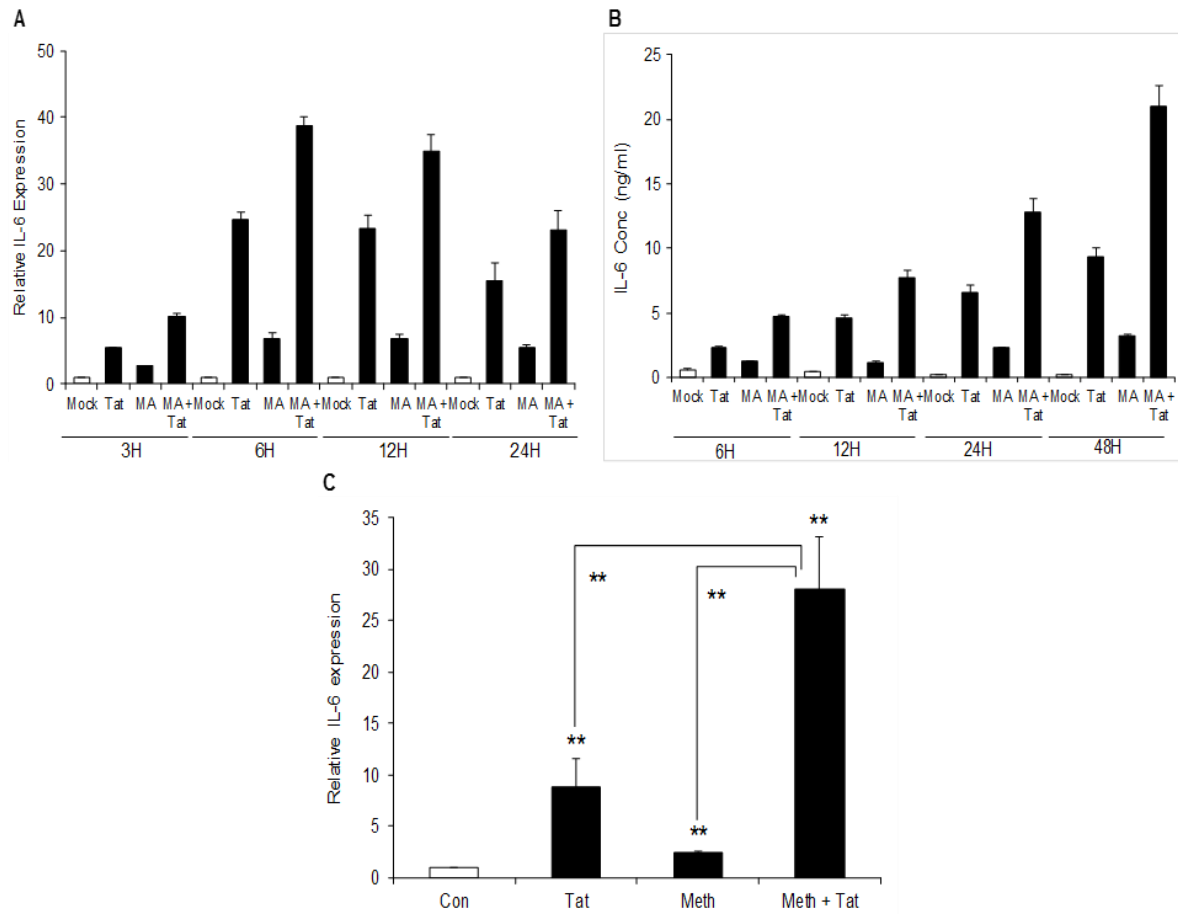 A
Relative IL-6 Expression
50
40
30
20
10
0
Mock Tat MA MA + Tat Mock Tat MA MA + Tat Mock Tat MA MA + Tat Mock Tat MA MA + Tat
3H 6H 12H 24H
B
IL-6 Conc (ng/ml)
25
20
15
10
5
0
Mock Tat MA MA + Tat Mock Tat MA MA + Tat Mock Tat MA MA + Tat Mock Tat MA MA + Tat
6H 12H 24H 48H
C
Relative IL-6 expression
35
30
25
20
15
10
5
0
**
**
**
**
**
Con Tat Meth Meth + Tat